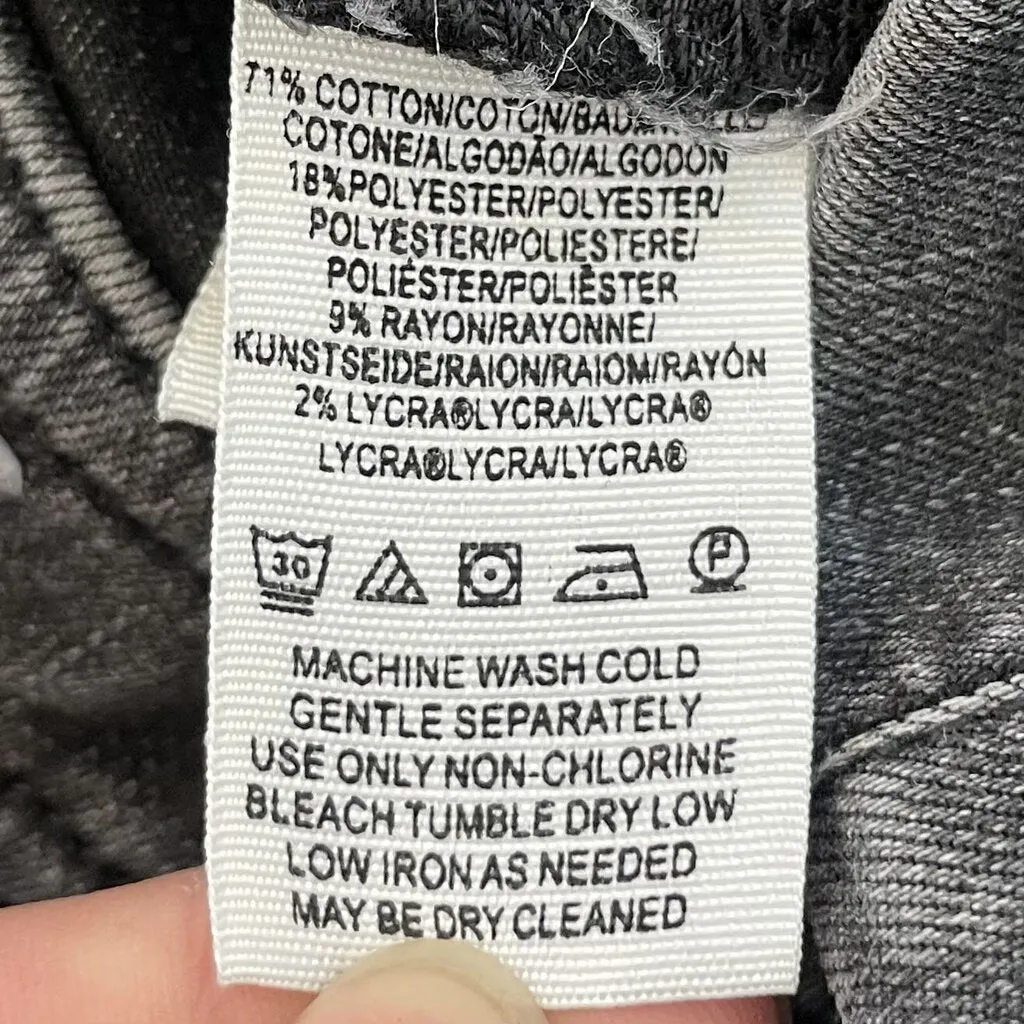 71% COTTON/COTON/
COTONE/ALGODÃO/ALGODÓN
18%POLYESTER/POLYESTER/
POLYESTER/POLIESTERE/
POLIÉSTER/POLIÉSTER
9% RAYON/RAYONNE/
KUNSTSEIDE/RAION/RAIOM/RAYÓN
2% LYCRA®LYCRA/LYCRA®
LYCRA®LYCRA/LYCRA®
30
P
MACHINE WASH COLD
GENTLE SEPARATELY
USE ONLY NON-CHLORINE
BLEACH TUMBLE DRY LOW
LOW IRON AS NEEDED
MAY BE DRY CLEANED